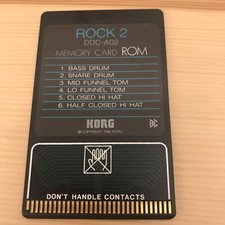 ROCK 2
DDC-A02
MEMORY CARD ROM
1. BASS DRUM
2. SNARE DRUM
3. MID FUNNEL TOM
4. LO FUNNEL TOM
5. CLOSED HI HAT
6. HALF CLOSED HI HAT
KORG
DON'T HANDLE CONTACTS